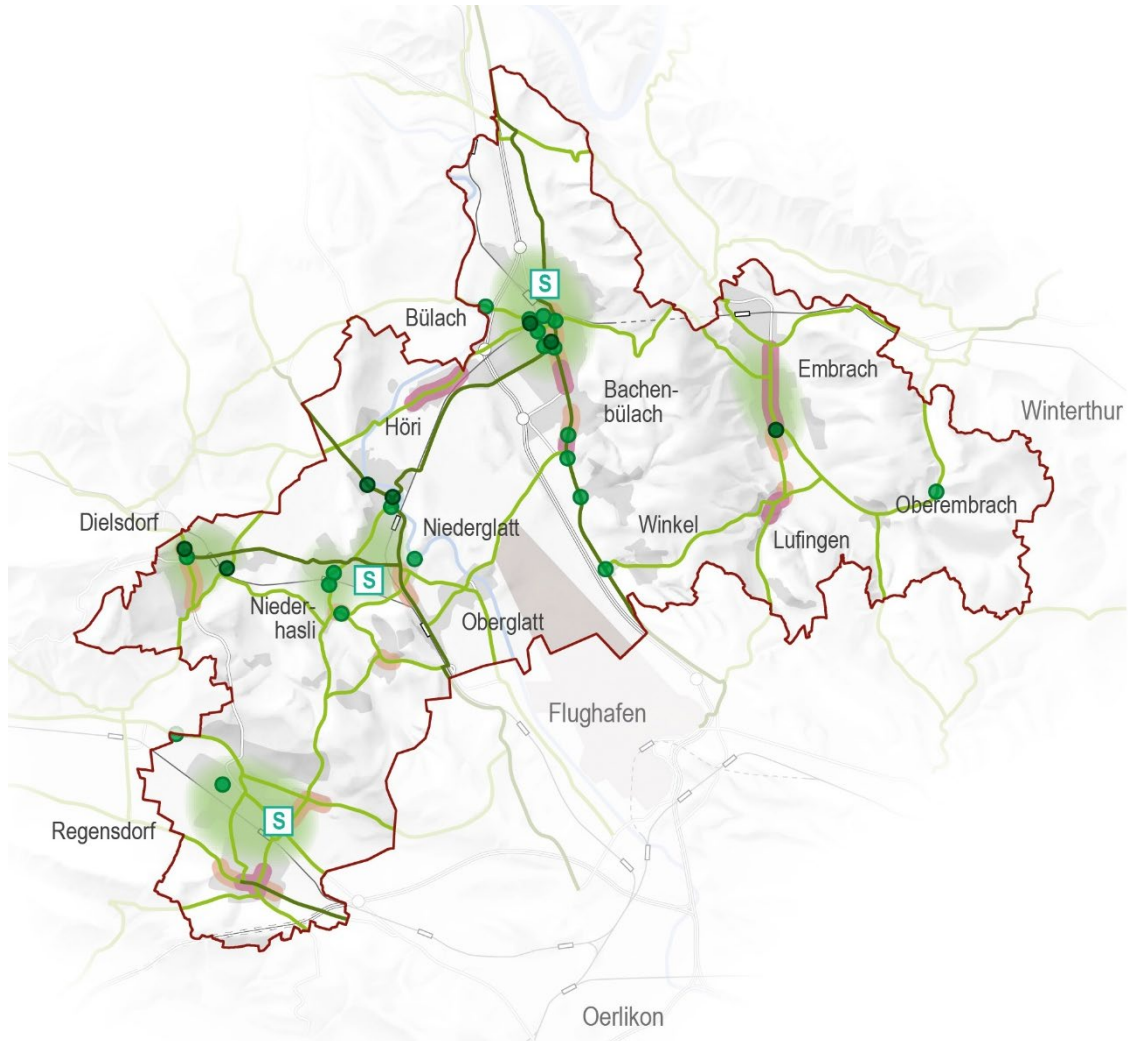 S
Bülach
Embrach
Bachen-
bülach
Winterthur
Höri
Oberembrach
Dielsdorf
Niederglatt
Winkel
Lufingen
S
Nieder-
hasli
Oberglatt
Flughafen
S
Regensdorf
Oerlikon